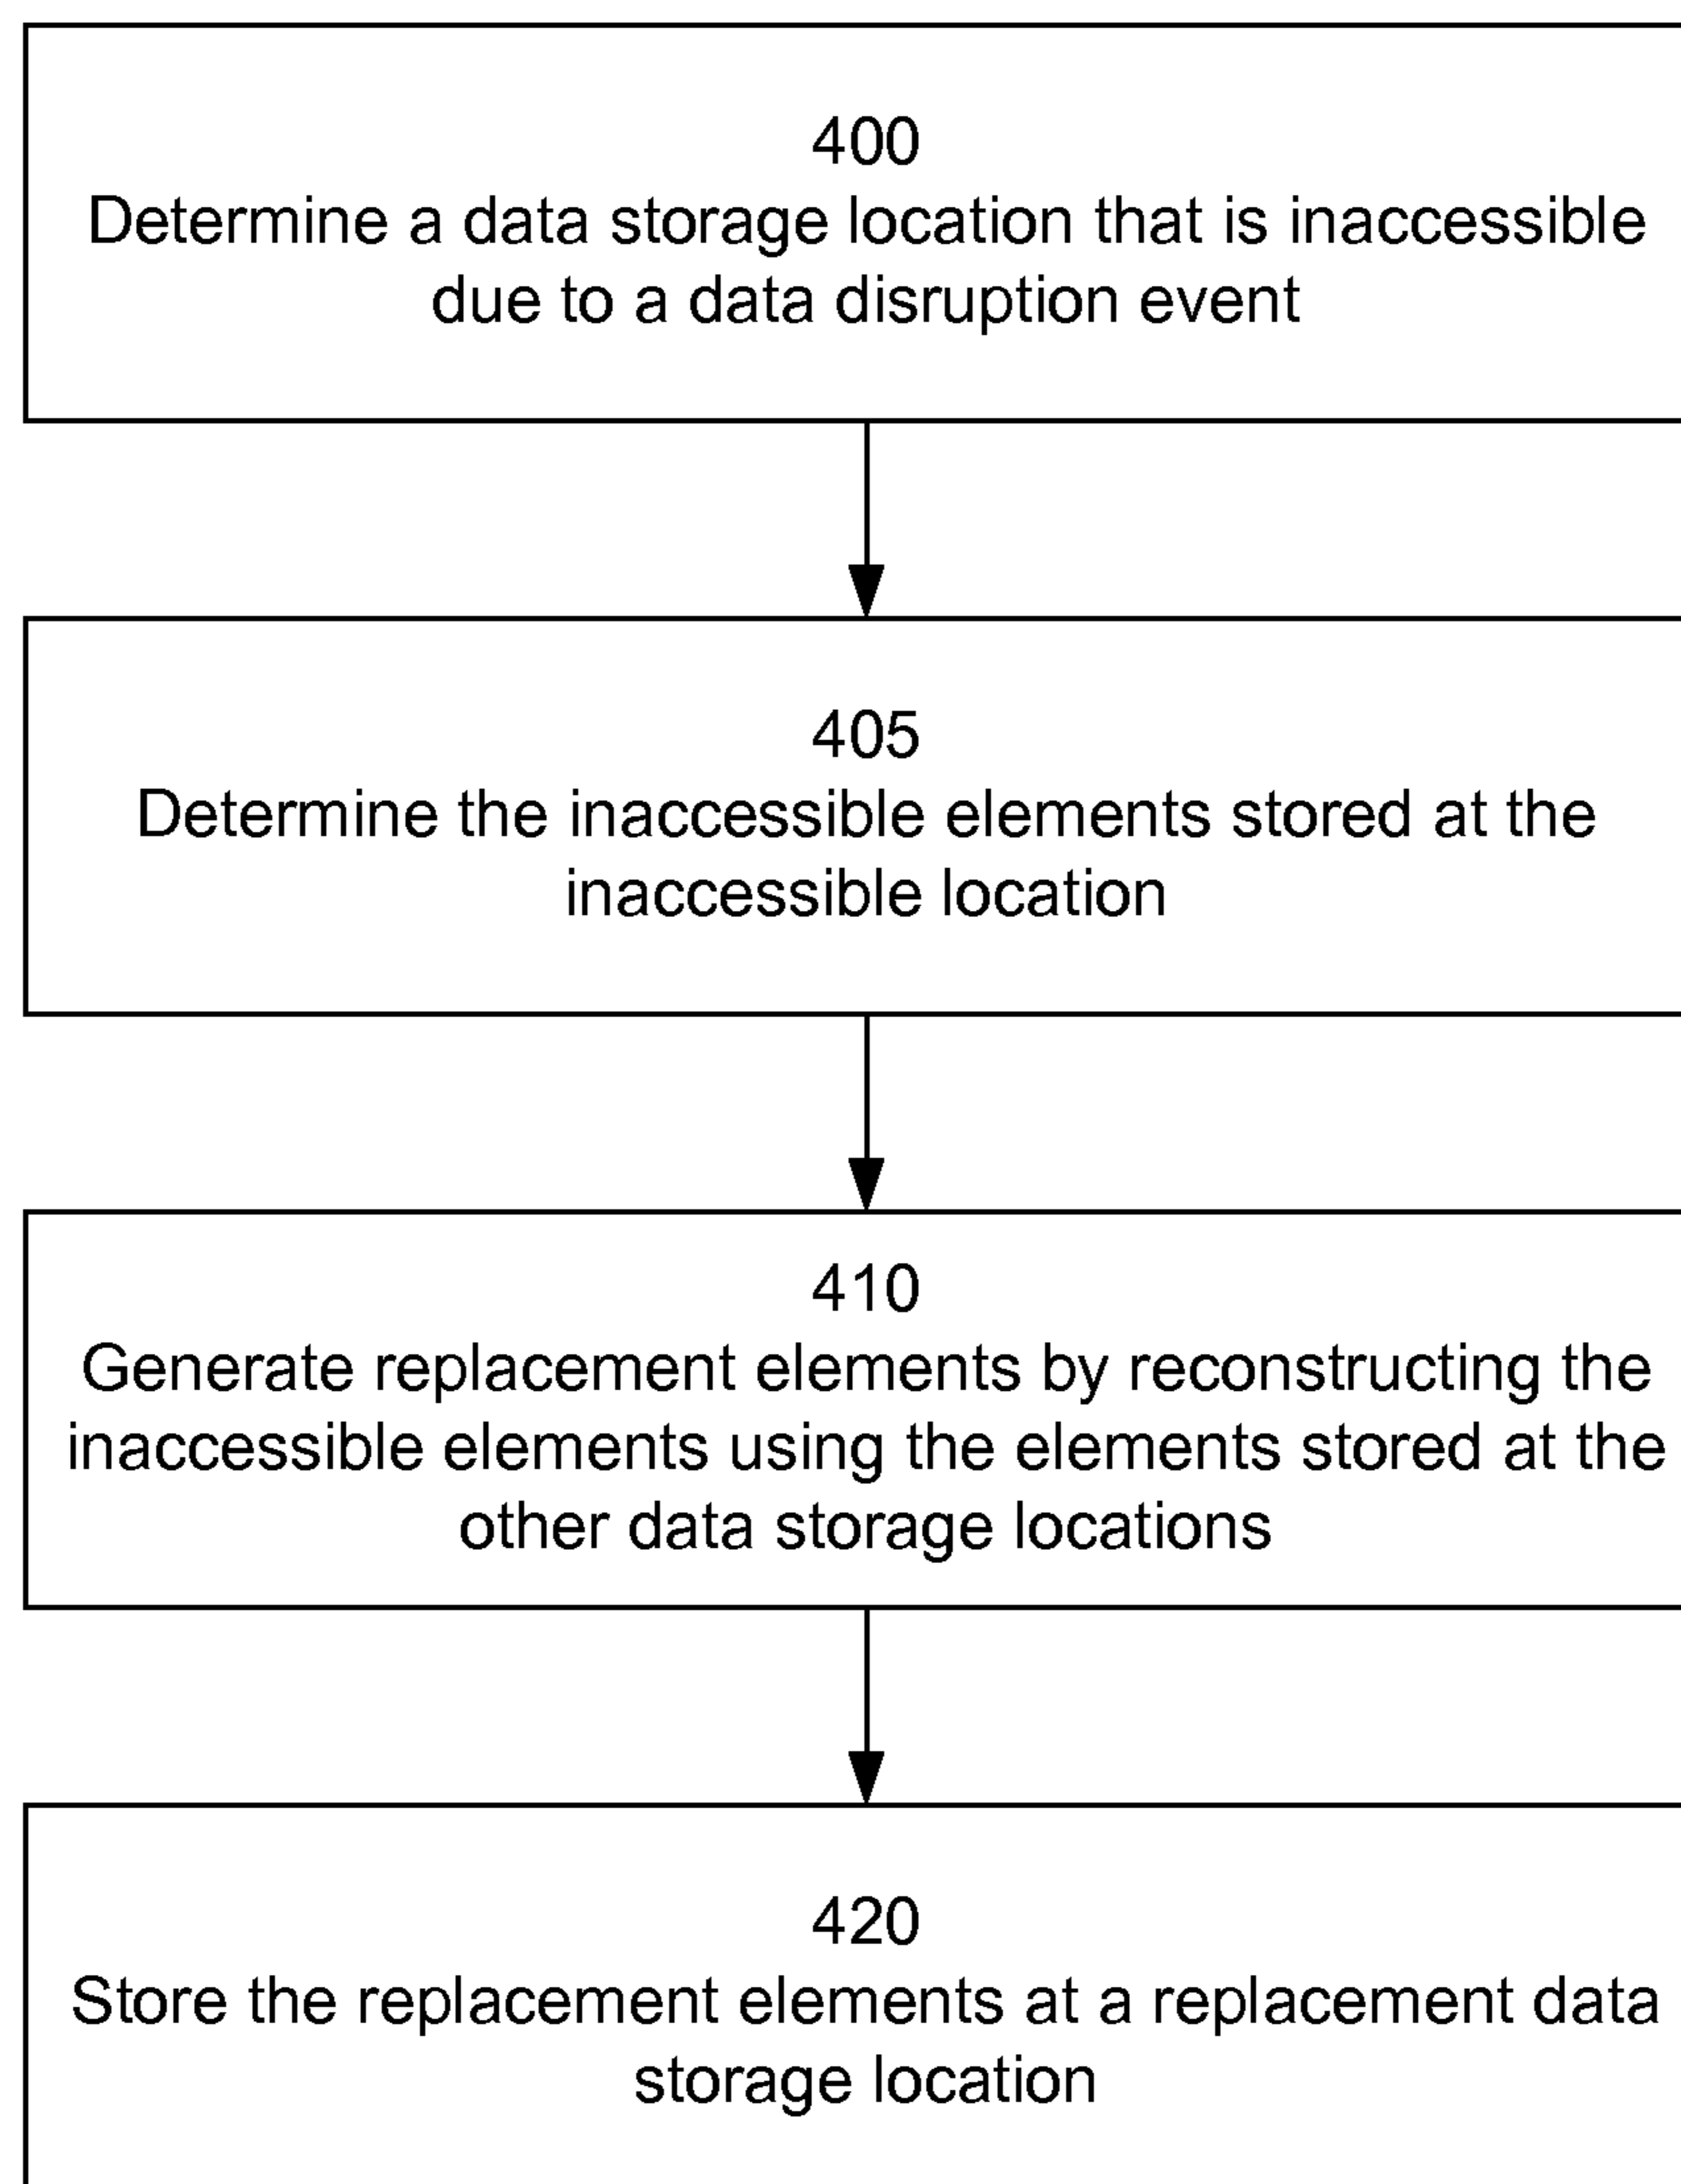 400
Determine a data storage location that is inaccessible
due to a data disruption event
405
Determine the inaccessible elements stored at the
inaccessible location
410
Generate replacement elements by reconstructing the
inaccessible elements using the elements stored at the
other data storage locations
420
Store the replacement elements at a replacement data
storage location